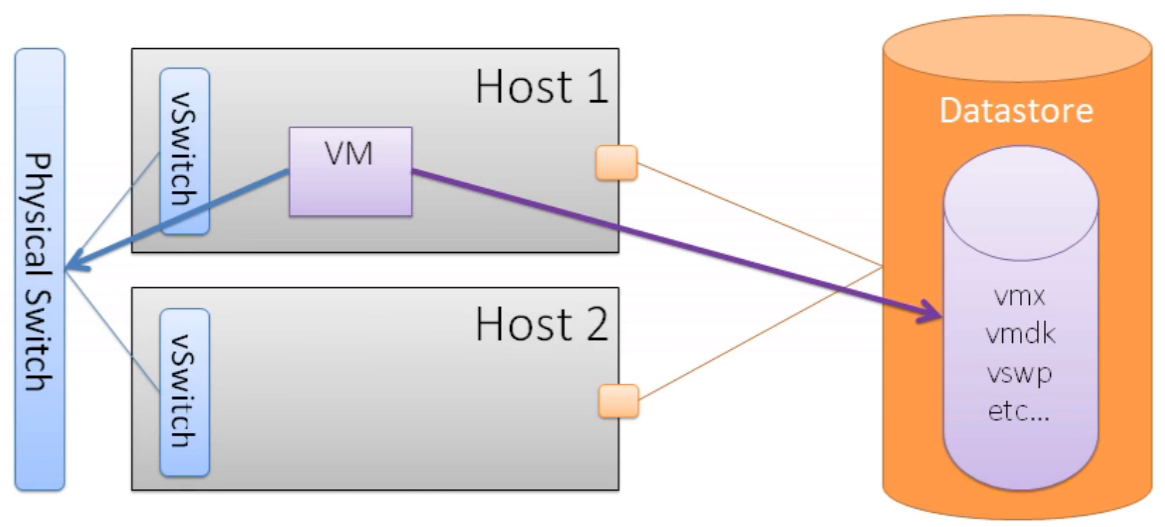 Physical Switch
vSwitch
Host 1
VM
vSwitch
Host 2
Datastore
vmx
vmdk
vswp
etc...